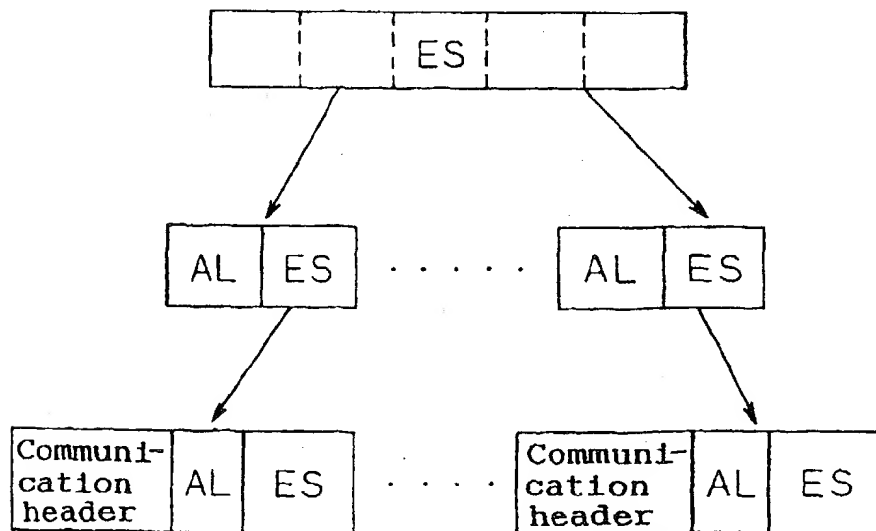 ES
AL ES ..... AL ES
Communi-
cation
header AL ES ..... Communi-
cation
header AL ES